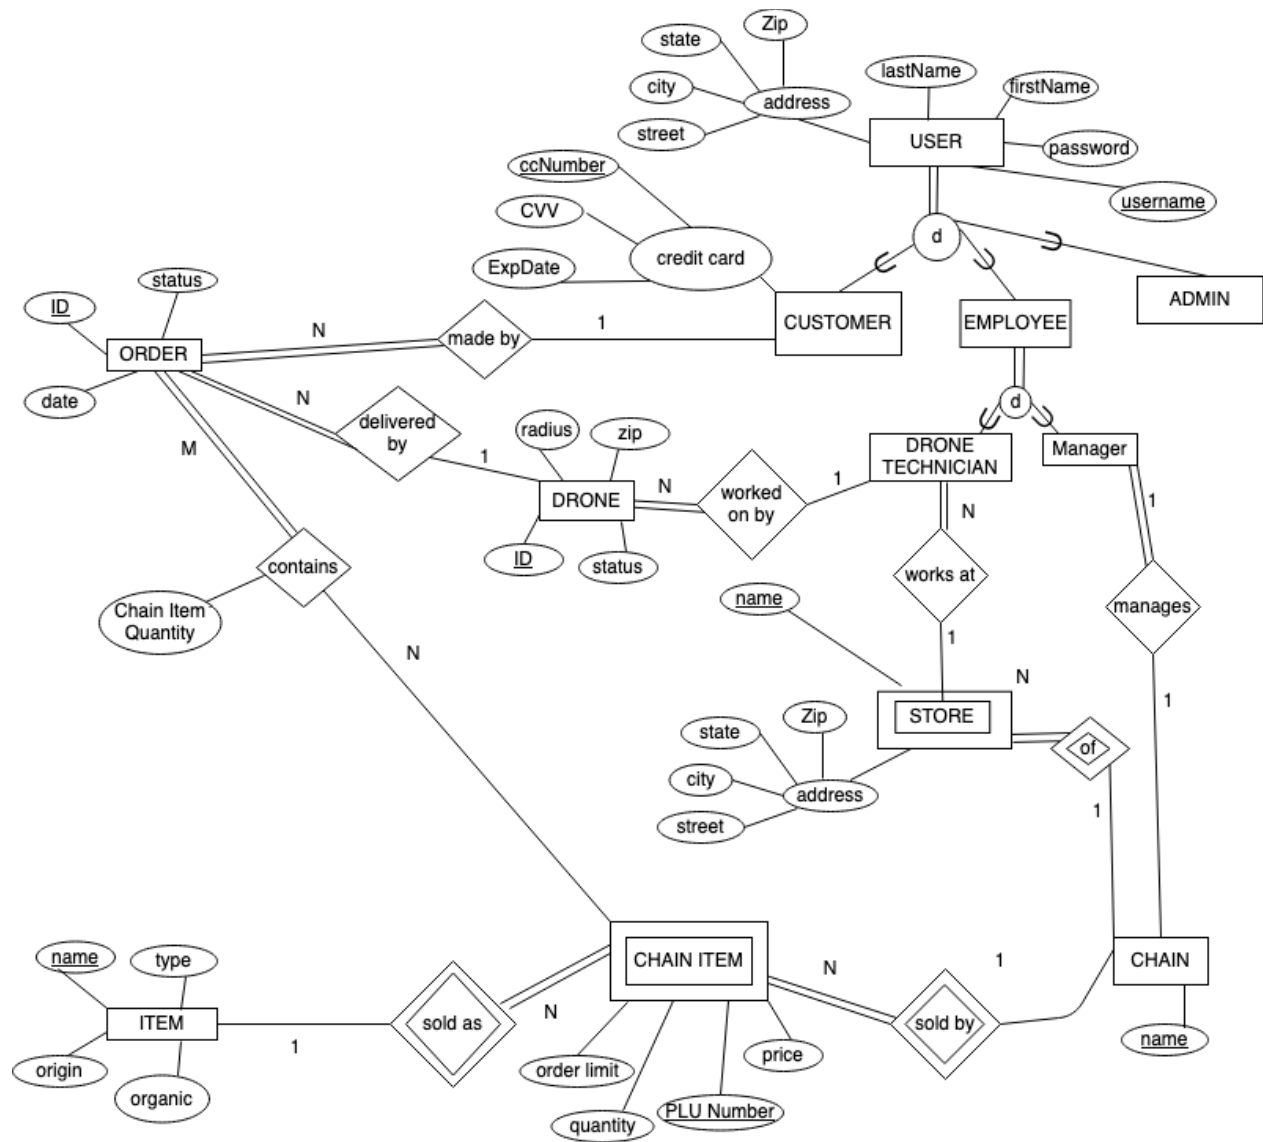 Zip
state
lastName
city
firstName
address
street
USER
password
ccNumber
username
CVV
d
credit card
ExpDate
status
ID
ADMIN
N
1
CUSTOMER
EMPLOYEE
made by
ORDER
date
N
d
delivered
by
radius
zip
M
1
DRONE
TECHNICIAN
Manager
N
worked
on by
1
DRONE
1
N
ID
status
contains
works at
name
Chain Item
Quantity
manages
1
N
N
1
STORE
Zip
state
of
city
address
street
1
name
type
CHAIN ITEM
CHAIN
N
1
ITEM
sold as
N
sold by
1
name
origin
order limit
price
organic
quantity
PLU Number